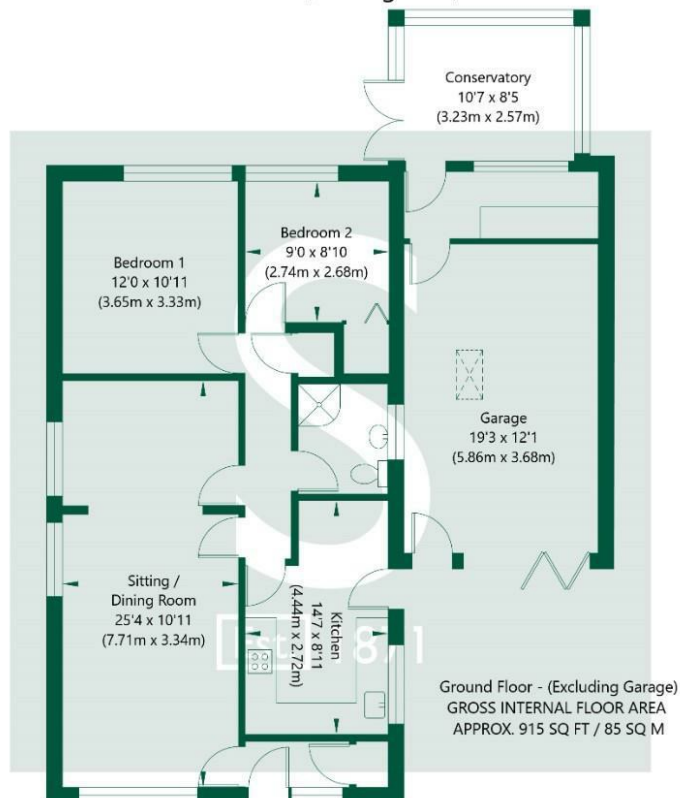 Conservatory
10'7 x 8'5
(3.23m x 2.57m)
Bedroom 2
9'0 x 8'10
(2.74m x 2.68m)
Bedroom 1
12'0 x 10'11
(3.65m x 3.33m)
Garage
19'3 x 12'1
(5.86m x 3.68m)
Sitting /
Dining Room
25'4 x 10'11
(7.71m x 3.34m)
Kitchen
14'7 x 8'11
(4.44m x 2.72m)
S
Est 1871
Ground Floor - (Excluding Garage)
GROSS INTERNAL FLOOR AREA
APPROX. 915 SQ FT / 85 SQ M